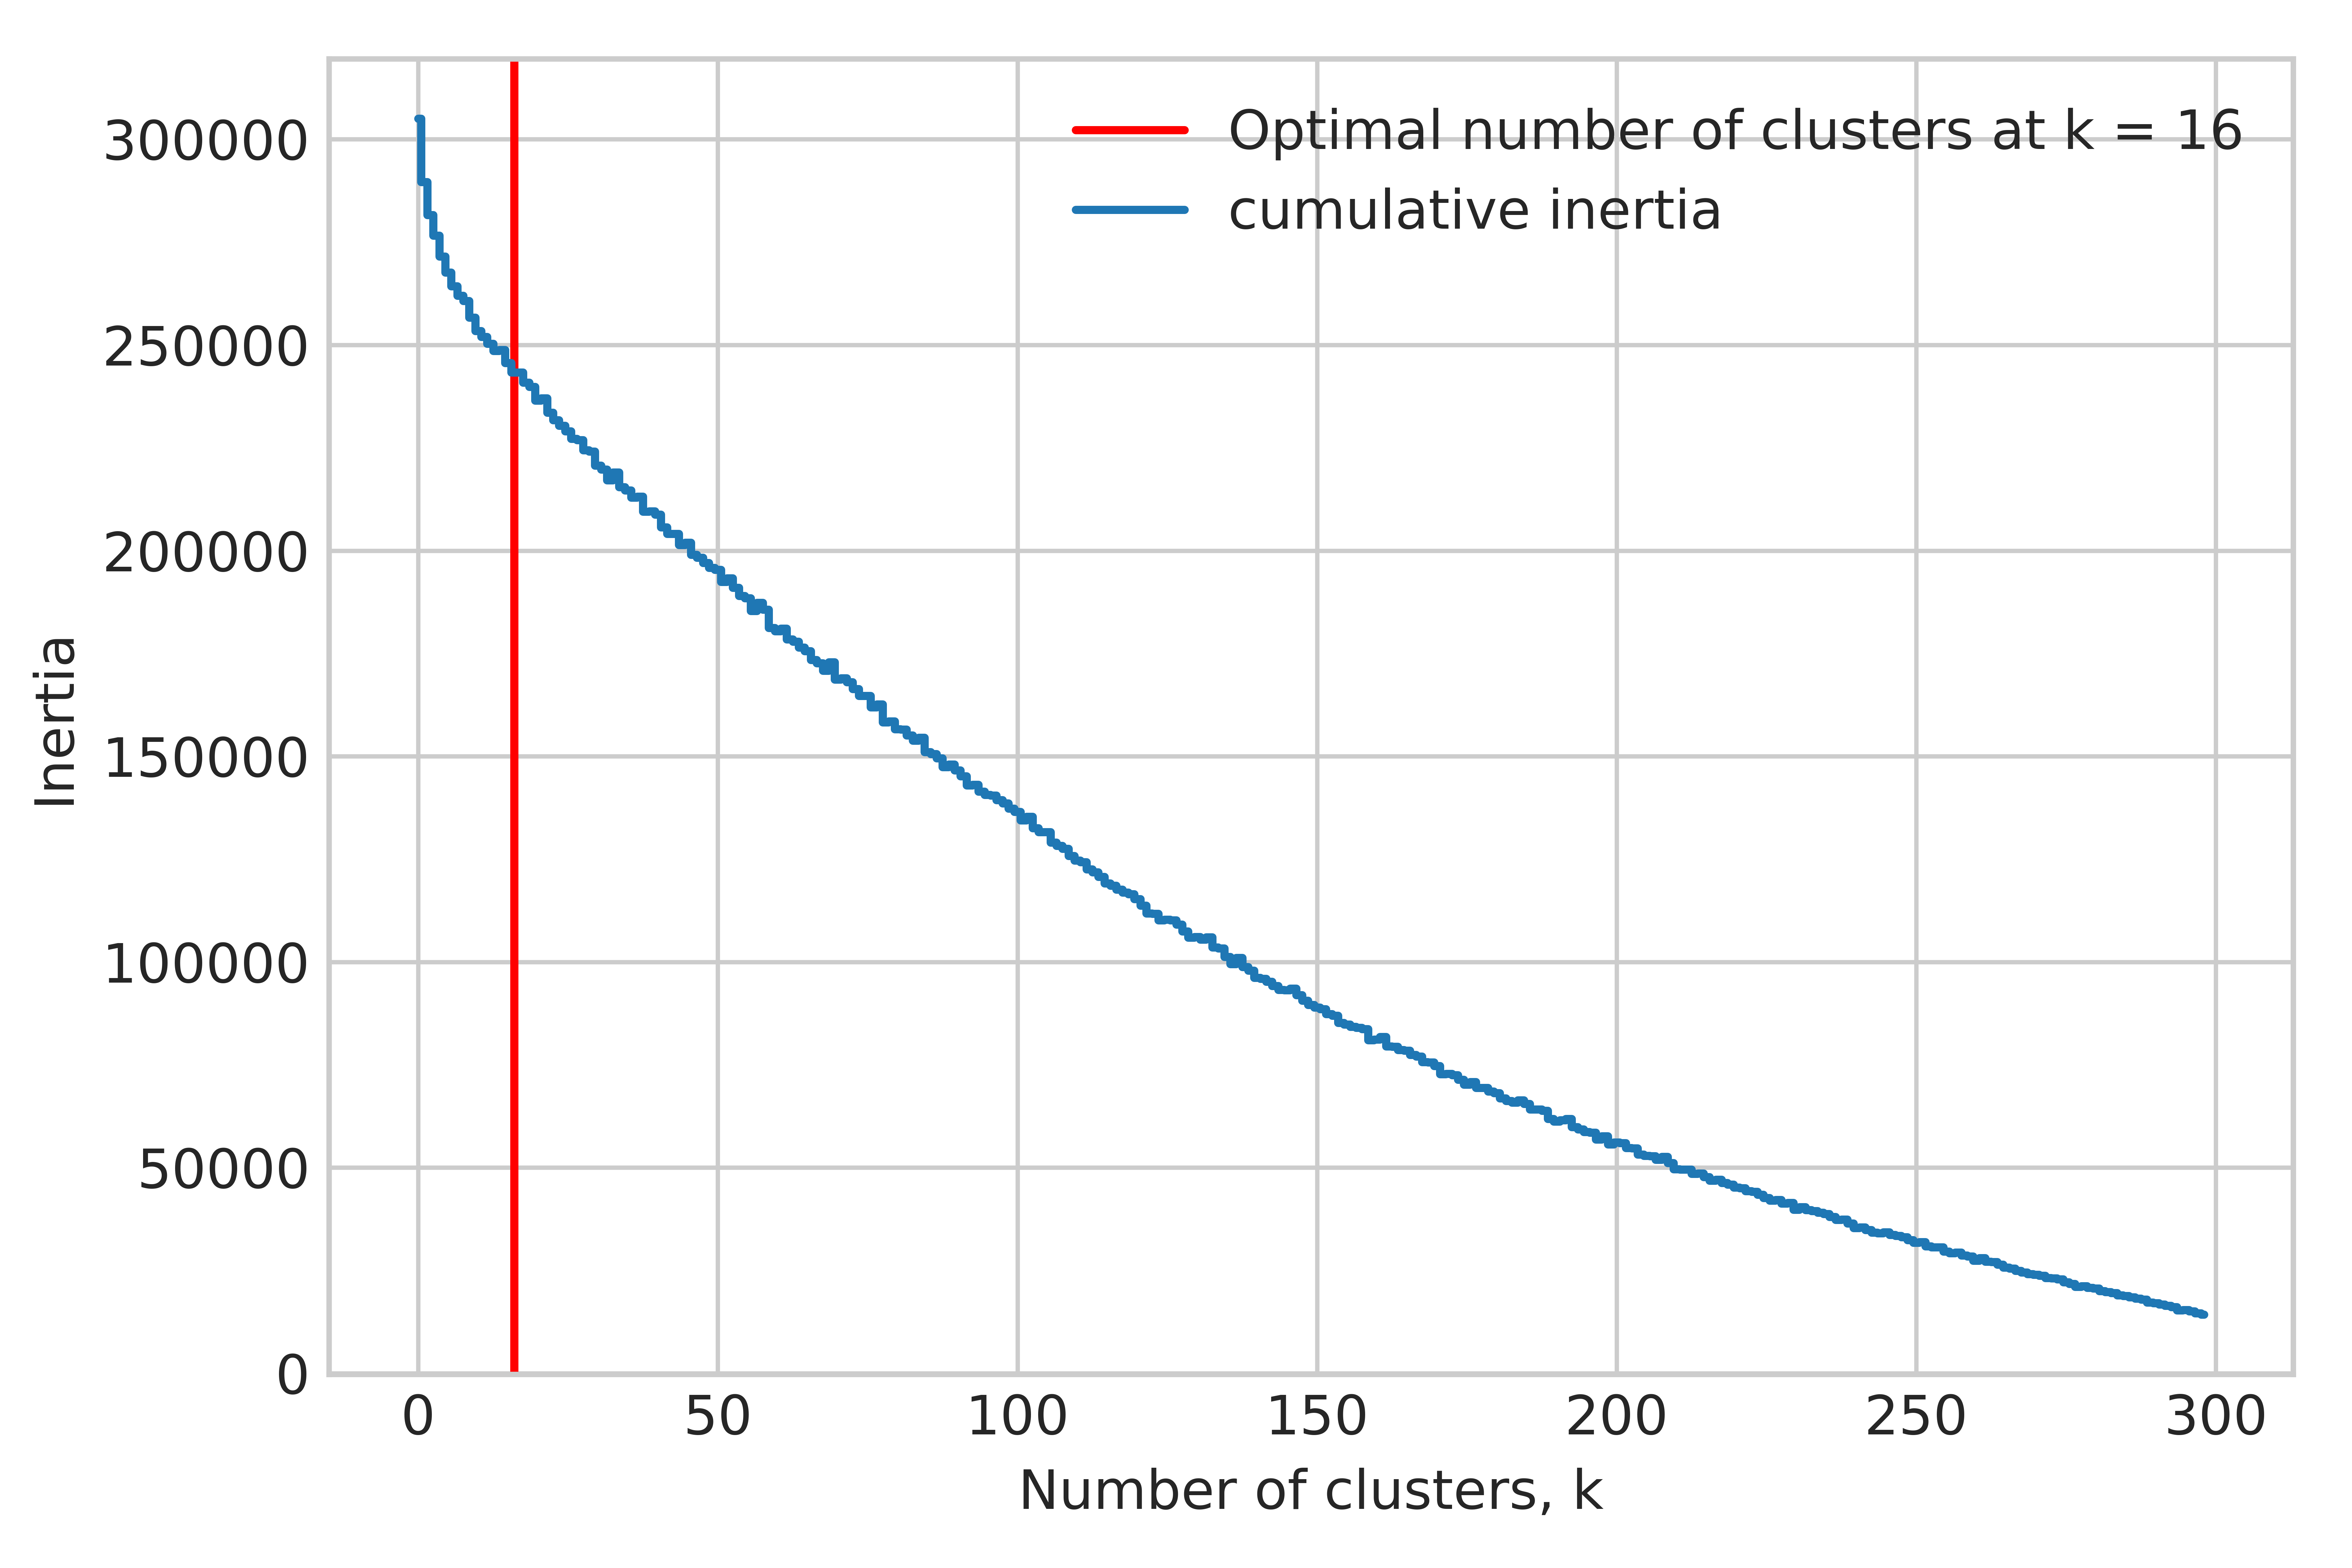 Optimal number of clusters at k = 16
cumulative inertia
300000
250000
200000
150000
100000
50000
0
Inertia
0 50 100 150 200 250 300
Number of clusters, k